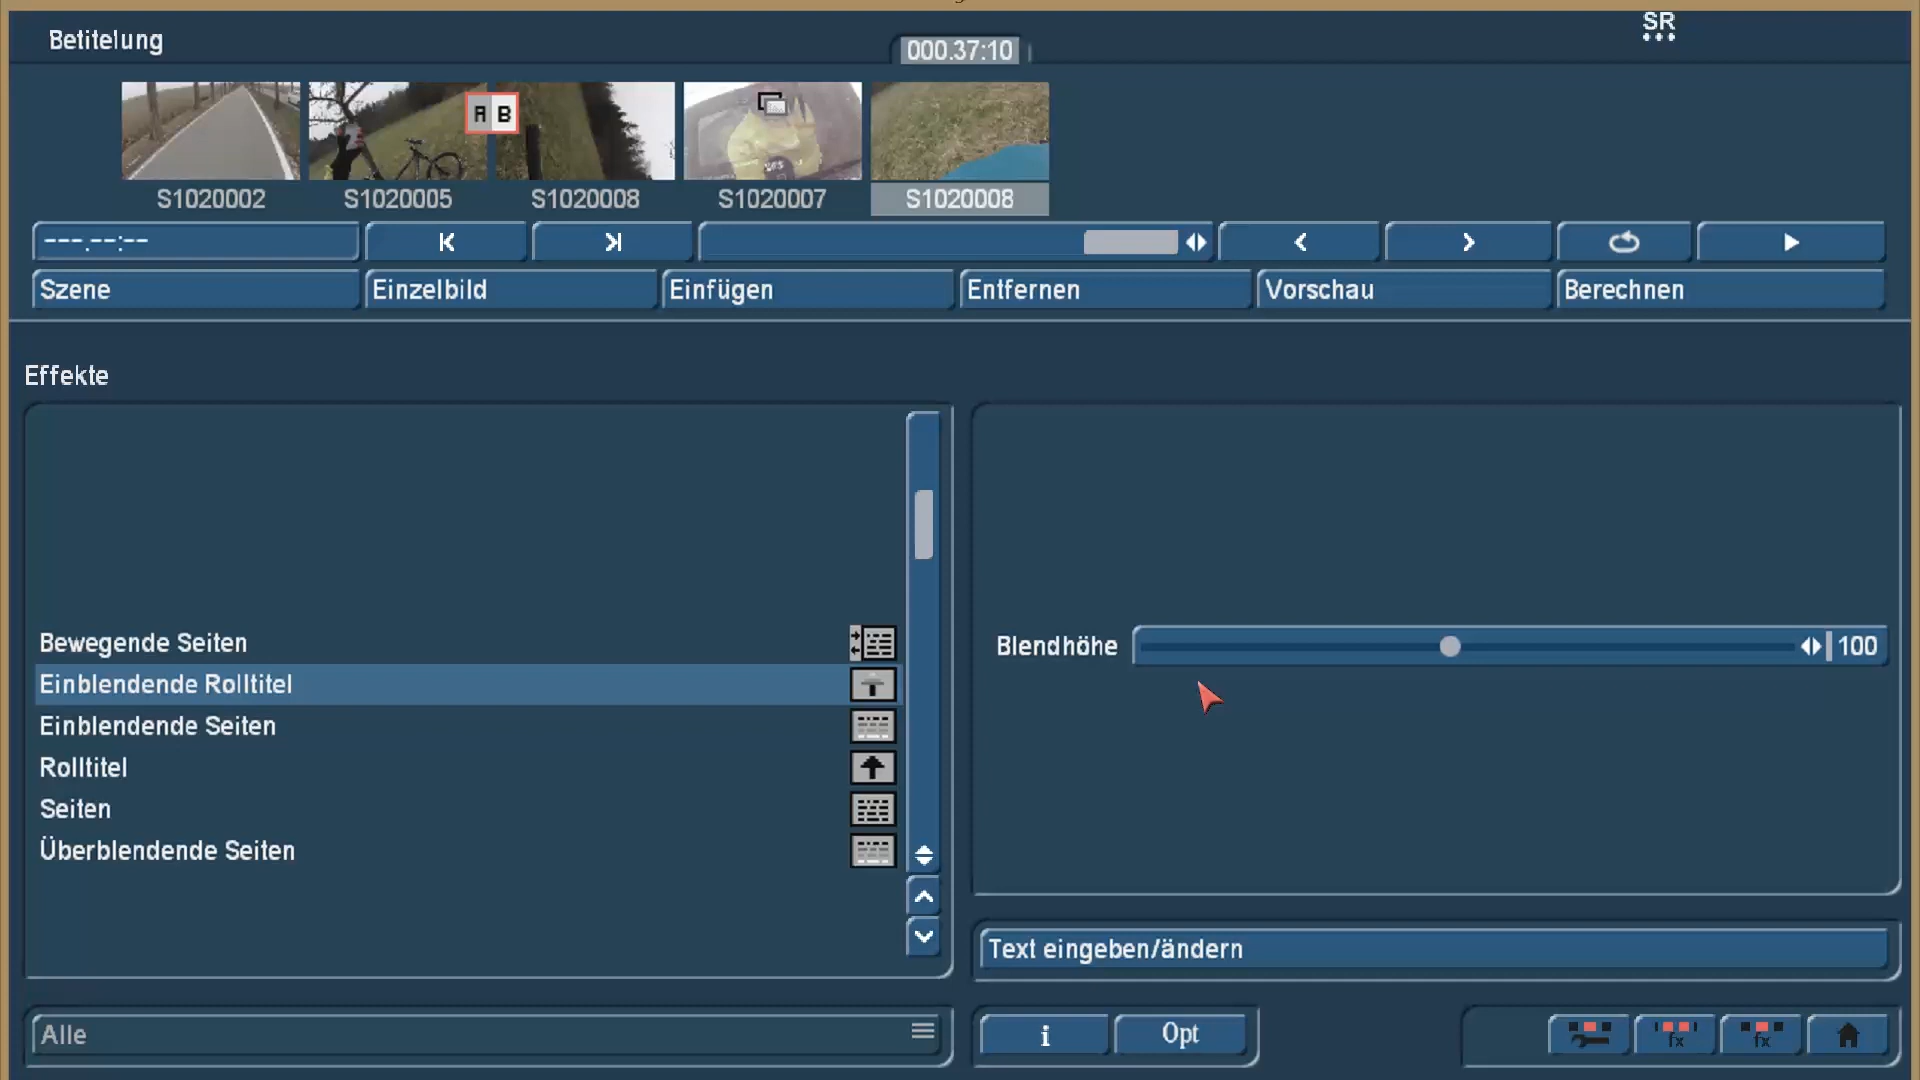 Betitelung
SR
000.37:10
A B
S1020002
S1020005
S1020008
S1020007
S1020008
---.--:--
Szene
Einzelbild
Einfügen
Entfernen
Vorschau
Berechnen
Effekte
Bewegende Seiten
Einblendende Rolltitel
Einblendende Seiten
Rolltitel
Seiten
Überblendende Seiten
Blendhöhe
100
Text eingeben/ändern
Alle
i
Opt
fx
fx